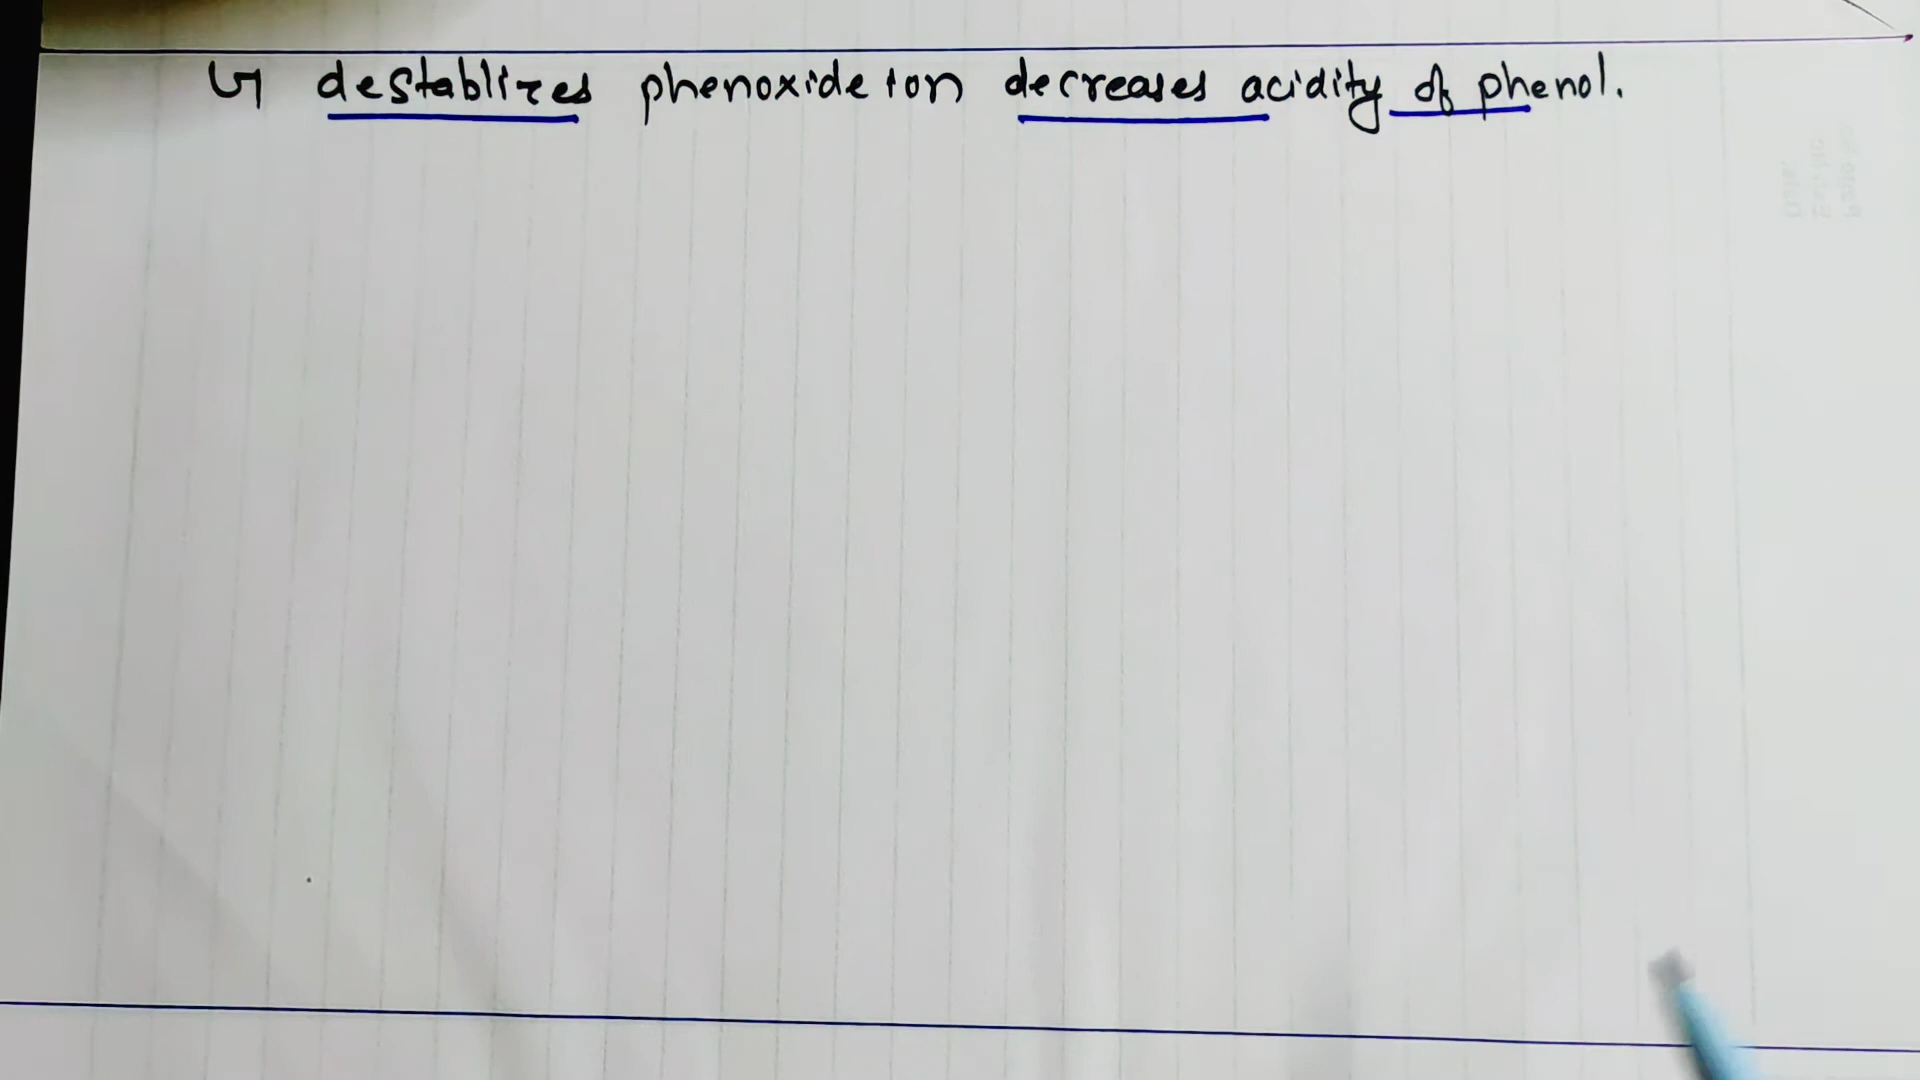 ↳ destablizes phenoxide ion decreases acidity of phenol.